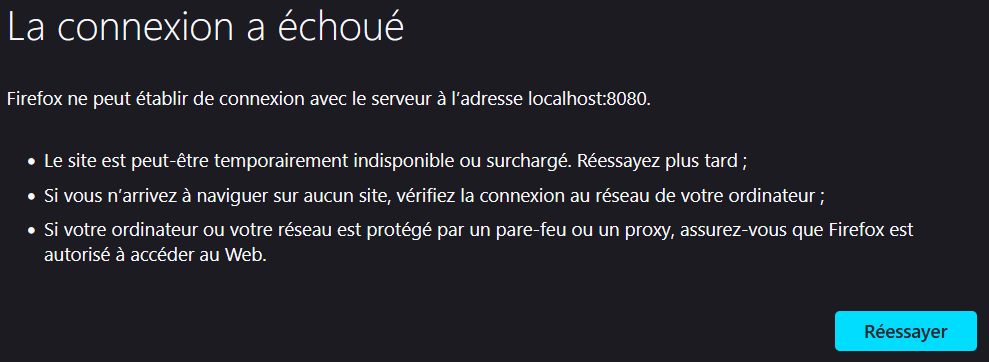 La connexion a échoué
Firefox ne peut établir de connexion avec le serveur à l’adresse localhost:8080.
• Le site est peut-être temporairement indisponible ou surchargé. Réessayez plus tard ;
• Si vous n’arrivez à naviguer sur aucun site, vérifiez la connexion au réseau de votre ordinateur ;
• Si votre ordinateur ou votre réseau est protégé par un pare-feu ou un proxy, assurez-vous que Firefox est
autorisé à accéder au Web.
Réessayer